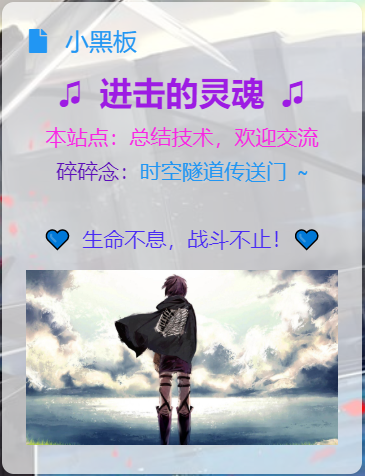 小黑板
♫ 进击的灵魂 ♫
本站点：总结技术，欢迎交流
碎碎念：时空隧道传送门 ~
💙 生命不息，战斗不止！💙